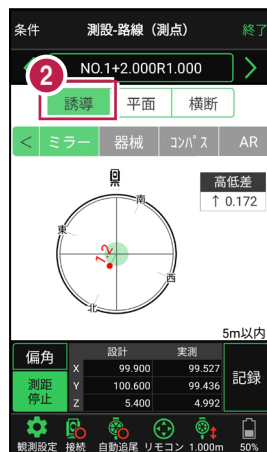 条件 測設-路線（測点） 終了
< NO.1+2.000R1.000 >
2
誘導 平面 横断
< ミラー 器械 ｺﾝﾊﾟｽ AR
高低差
↑ 0.172
南
東
1.2
西
北
5m以内
偏角 設計 実測
X 99.900 99.527
測距停止 Y 100.600 99.436 記録
Z 5.400 4.992
観測設定 接続 自動追尾 リモコン 1.000m 50%